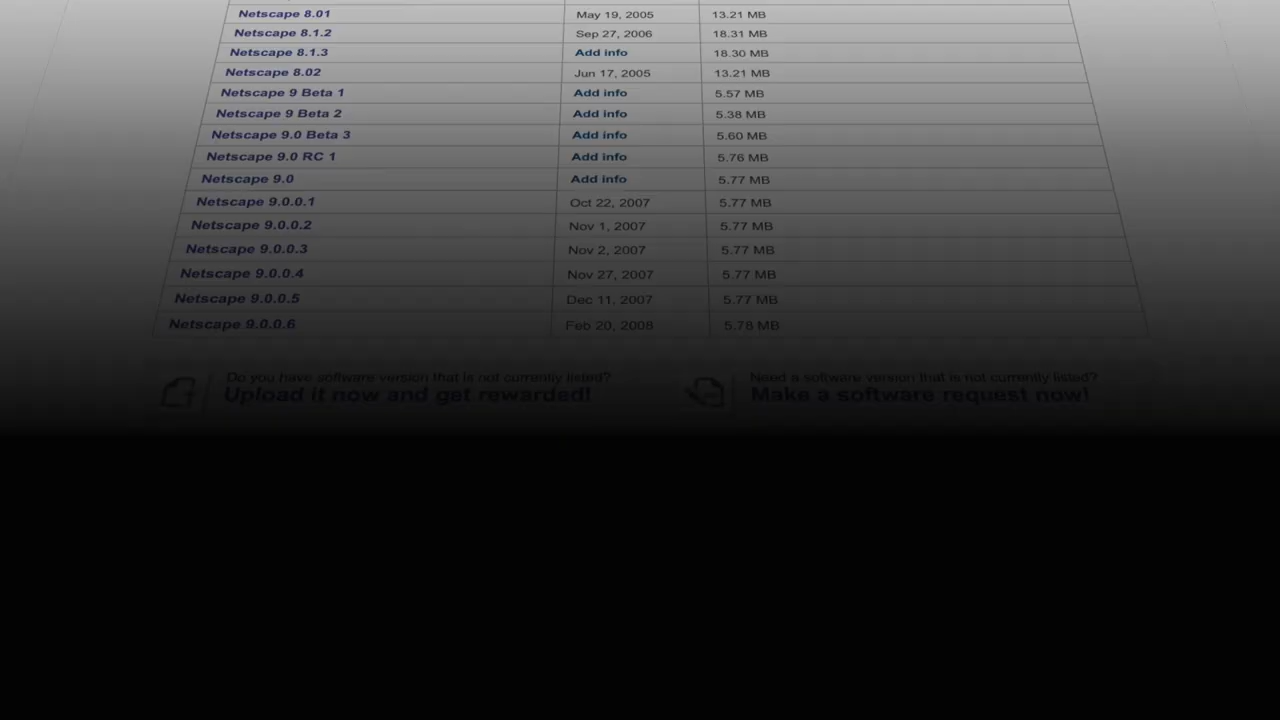 Netscape 8.01 May 19, 2005 13.21 MB
Netscape 8.1.2 Sep 27, 2006 18.31 MB
Netscape 8.1.3 Add info 18.30 MB
Netscape 8.02 Jun 17, 2005 13.21 MB
Netscape 9 Beta 1 Add info 5.57 MB
Netscape 9 Beta 2 Add info 5.38 MB
Netscape 9.0 Beta 3 Add info 5.60 MB
Netscape 9.0 RC 1 Add info 5.76 MB
Netscape 9.0 Add info 5.77 MB
Netscape 9.0.0.1 Oct 22, 2007 5.77 MB
Netscape 9.0.0.2 Nov 1, 2007 5.77 MB
Netscape 9.0.0.3 Nov 2, 2007 5.77 MB
Netscape 9.0.0.4 Nov 27, 2007 5.77 MB
Netscape 9.0.0.5 Dec 11, 2007 5.77 MB
Netscape 9.0.0.6 Feb 20, 2008 5.78 MB
Do you have software version that is not currently listed?
Upload it now and get rewarded!
Need a software version that is not currently listed?
Make a software request now!